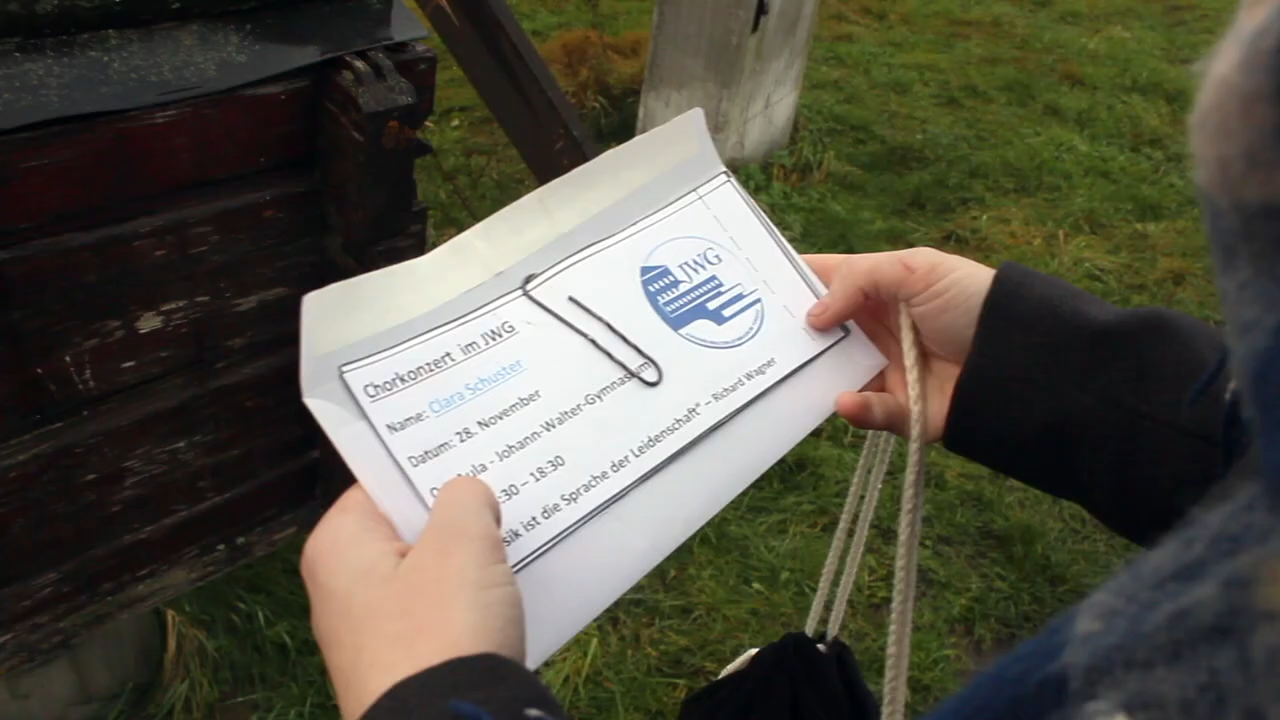 Chorkonzert im JWG
JWG
Name: Clara Schuster
Datum: 28. November
Aula - Johann-Walter-Gymnasium
:30 – 18:30
sik ist die Sprache der Leidenschaft“ – Richard Wagner